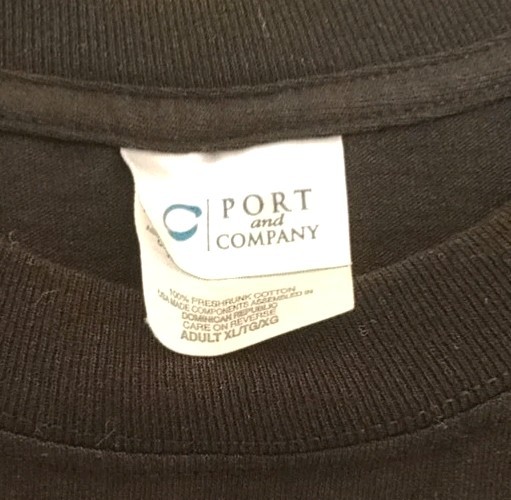 PORT
and
COMPANY
100% PRESHRUNK COTTON
USA MADE COMPONENTS ASSEMBLED IN
DOMINICAN REPUBLIC
CARE ON REVERSE
ADULT XL/TG/XG